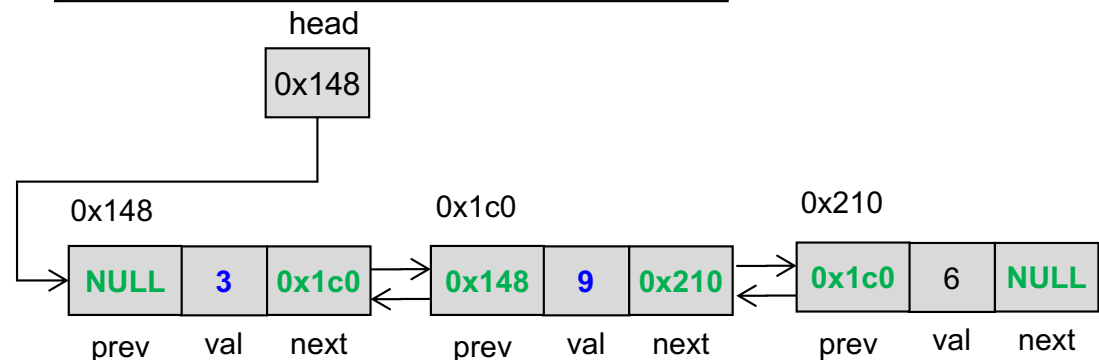 head
0x148
0x148 0x1c0 0x210
NULL 3 0x1c0 0x148 9 0x210 0x1c0 6 NULL
prev val next prev val next prev val next